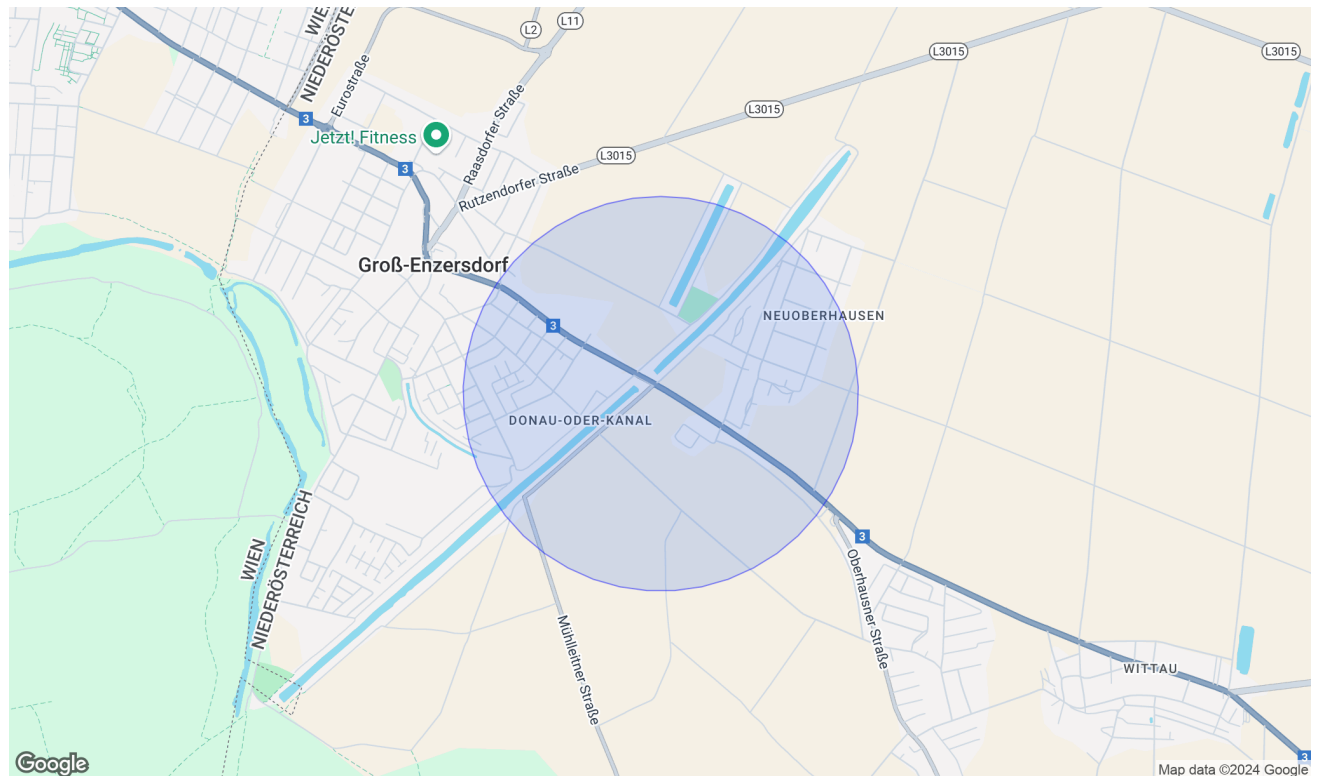 WIEN
NIEDERÖSTE
L2
L11
L3015
L3015
Eurostraße
3
Jetzt! Fitness
Raasdorfer Straße
L3015
3
L3015
Rutzendorfer Straße
Groß-Enzersdorf
3
NEUOBERHAUSEN
DONAU-ODER-KANAL
WIEN
NIEDERÖSTERREICH
3
Oberhausner Straße
Mühlleitner Straße
WITTAU
3
Google
Map data ©2024 Google